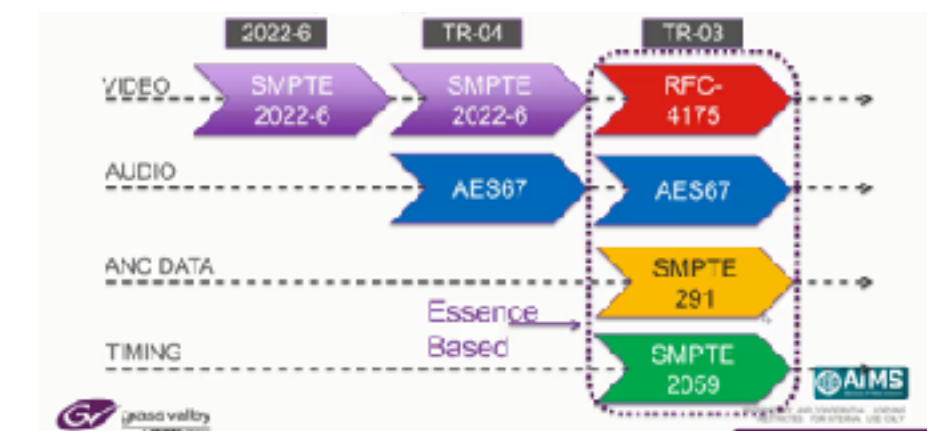 2022-6 TR-04 TR-03
VIDEO SMPTE 2022-6 SMPTE 2022-6 RFC-4175
AUDIO AES67 AES67
ANC DATA SMPTE 291
Essence Based
TIMING SMPTE 2059
GV grass valley
AIMS